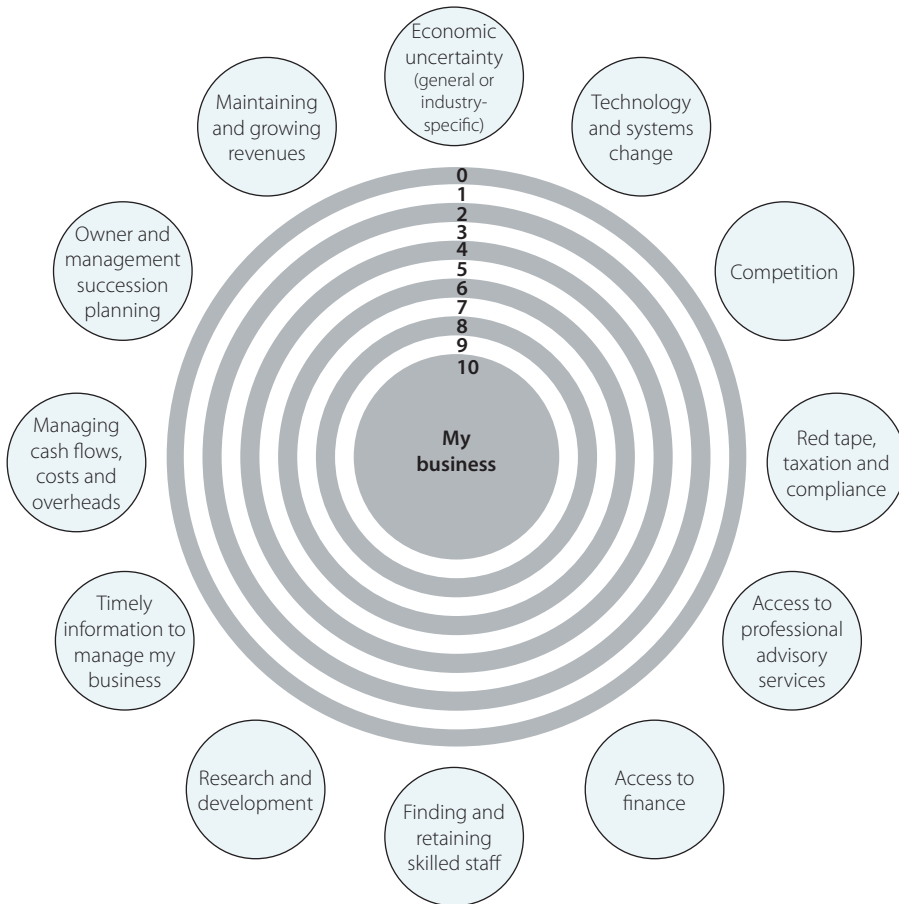 Economic
uncertainty
(general or
industry-
specific)
Technology
and systems
change
Competition
Red tape,
taxation and
compliance
Access to
professional
advisory
services
Access to
finance
Finding and
retaining
skilled staff
Research and
development
Timely
information to
manage my
business
Managing
cash flows,
costs and
overheads
Owner and
management
succession
planning
Maintaining
and growing
revenues
0
1
2
3
4
5
6
7
8
9
10
My
business